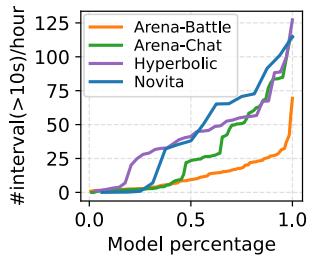 #interval(>10s)/hour
125
100
75
50
25
0
Arena-Battle
Arena-Chat
Hyperbolic
Novita
0.0 0.5 1.0
Model percentage